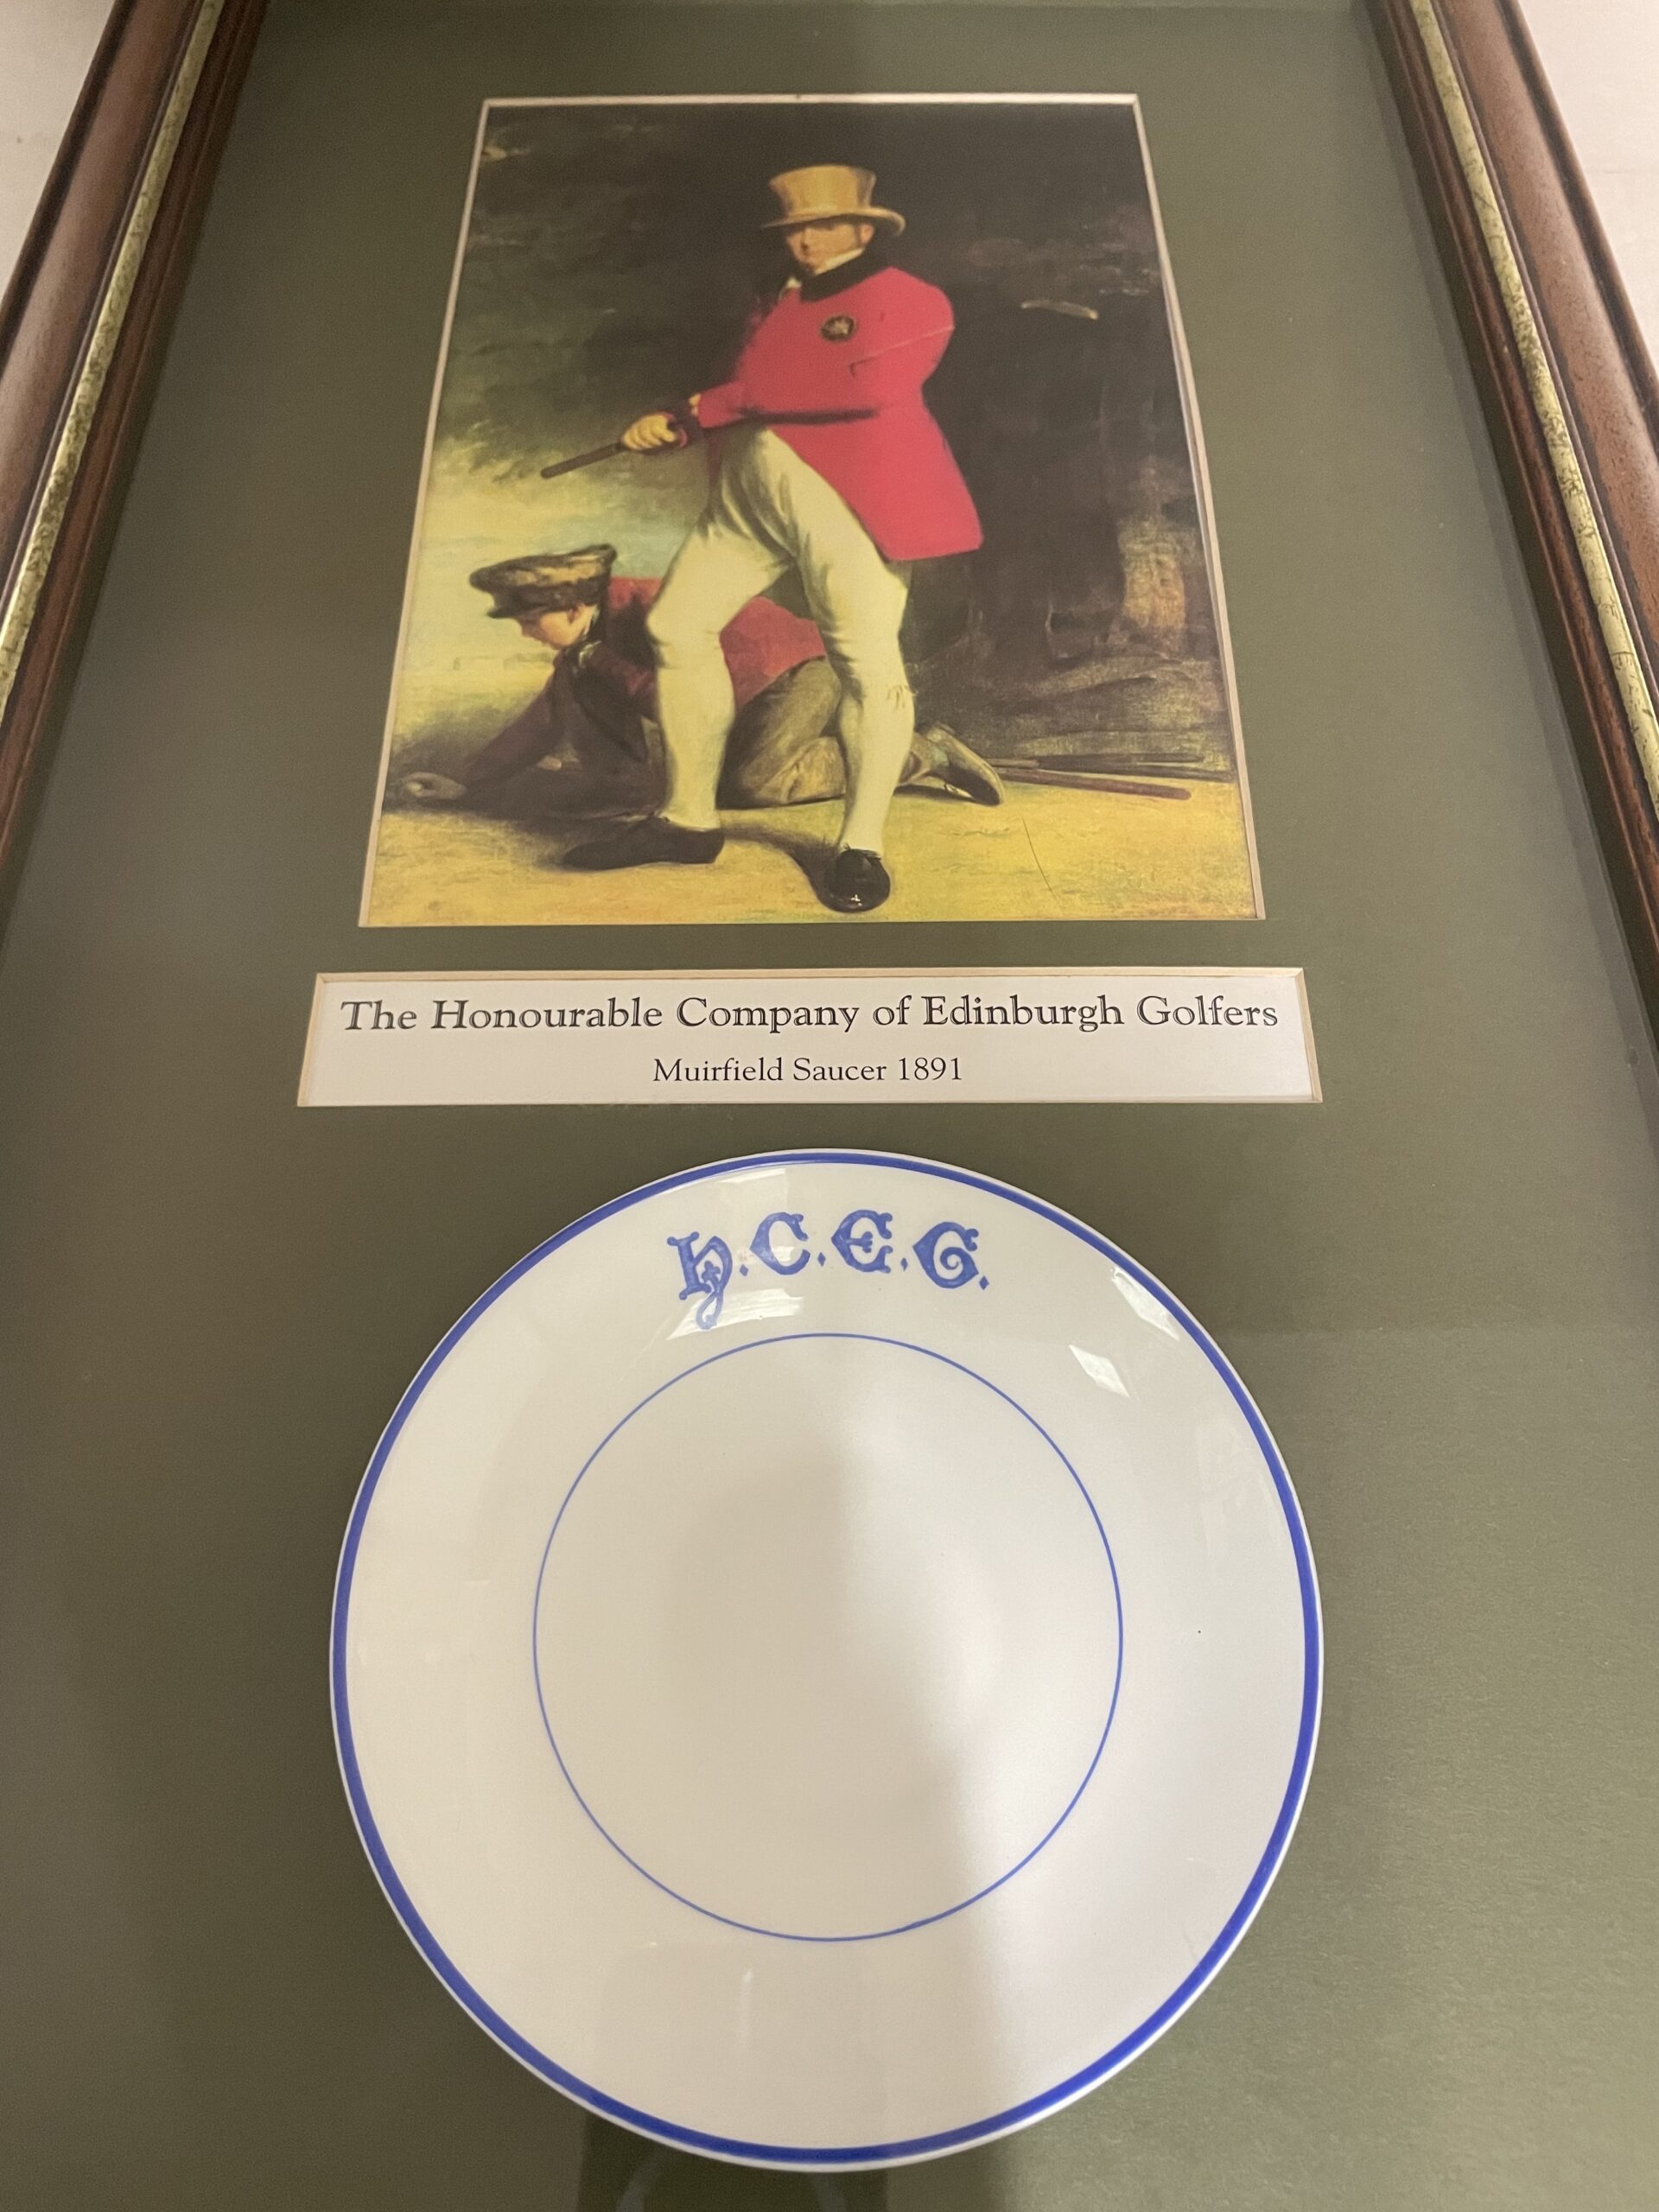 The Honourable Company of Edinburgh Golfers
Muirfield Saucer 1891
H.C.E.G.